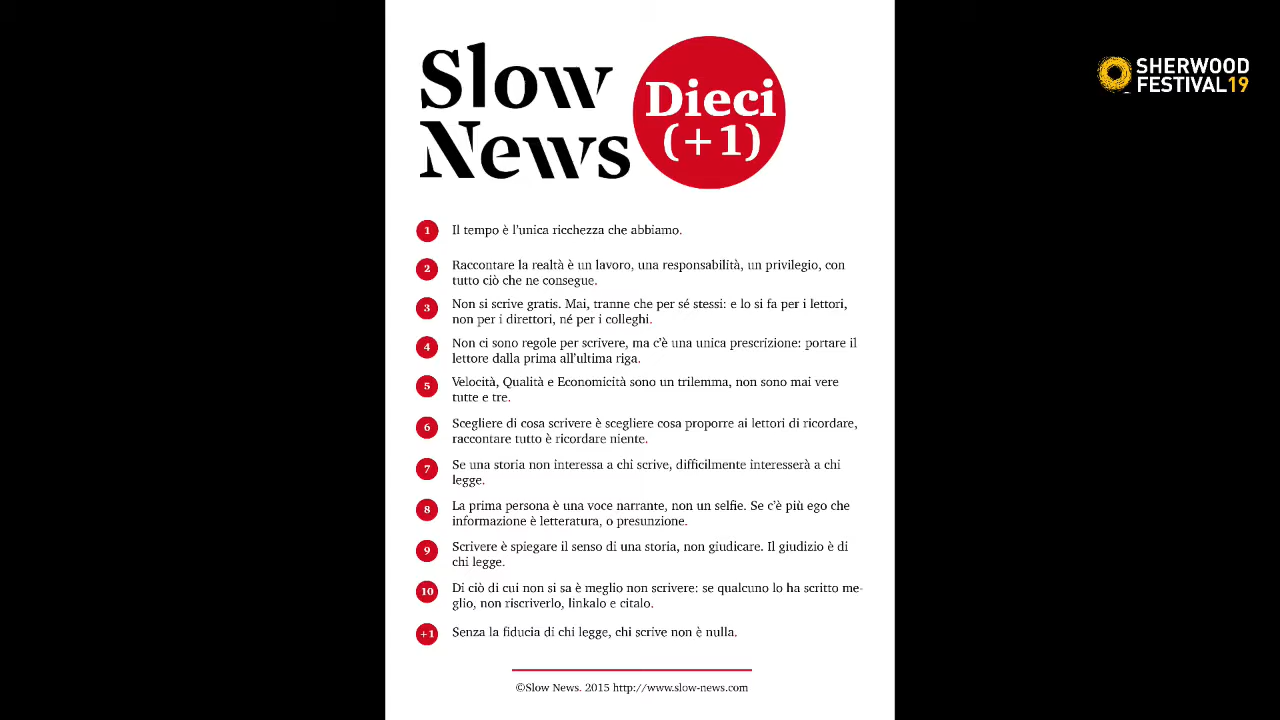 Slow
News
Dieci
(+1)
SHERWOOD
FESTIVAL19
1 Il tempo è l'unica ricchezza che abbiamo.
2 Raccontare la realtà è un lavoro, una responsabilità, un privilegio, con
tutto ciò che ne consegue.
3 Non si scrive gratis. Mai, tranne che per sé stessi: e lo si fa per i lettori,
non per i direttori, né per i colleghi.
4 Non ci sono regole per scrivere, ma c'è una unica prescrizione: portare il
lettore dalla prima all'ultima riga.
5 Velocità, Qualità e Economicità sono un trilemma, non sono mai vere
tutte e tre.
6 Scegliere di cosa scrivere è scegliere cosa proporre ai lettori di ricordare,
raccontare tutto è ricordare niente.
7 Se una storia non interessa a chi scrive, difficilmente interesserà a chi
legge.
8 La prima persona è una voce narrante, non un selfie. Se c'è più ego che
informazione è letteratura, o presunzione.
9 Scrivere è spiegare il senso di una storia, non giudicare. Il giudizio è di
chi legge.
10 Di ciò di cui non si sa è meglio non scrivere: se qualcuno lo ha scritto me-
glio, non riscriverlo, linkalo e citalo.
+1 Senza la fiducia di chi legge, chi scrive non è nulla.
©Slow News. 2015 http://www.slow-news.com